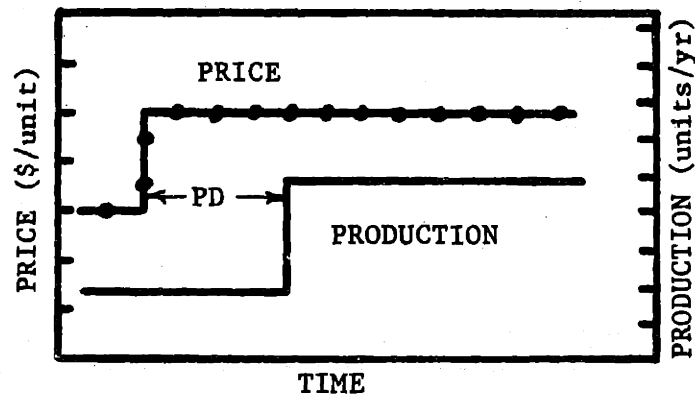 PRICE ($/unit)
PRICE
PD
PRODUCTION
PRODUCTION (units/yr)
TIME